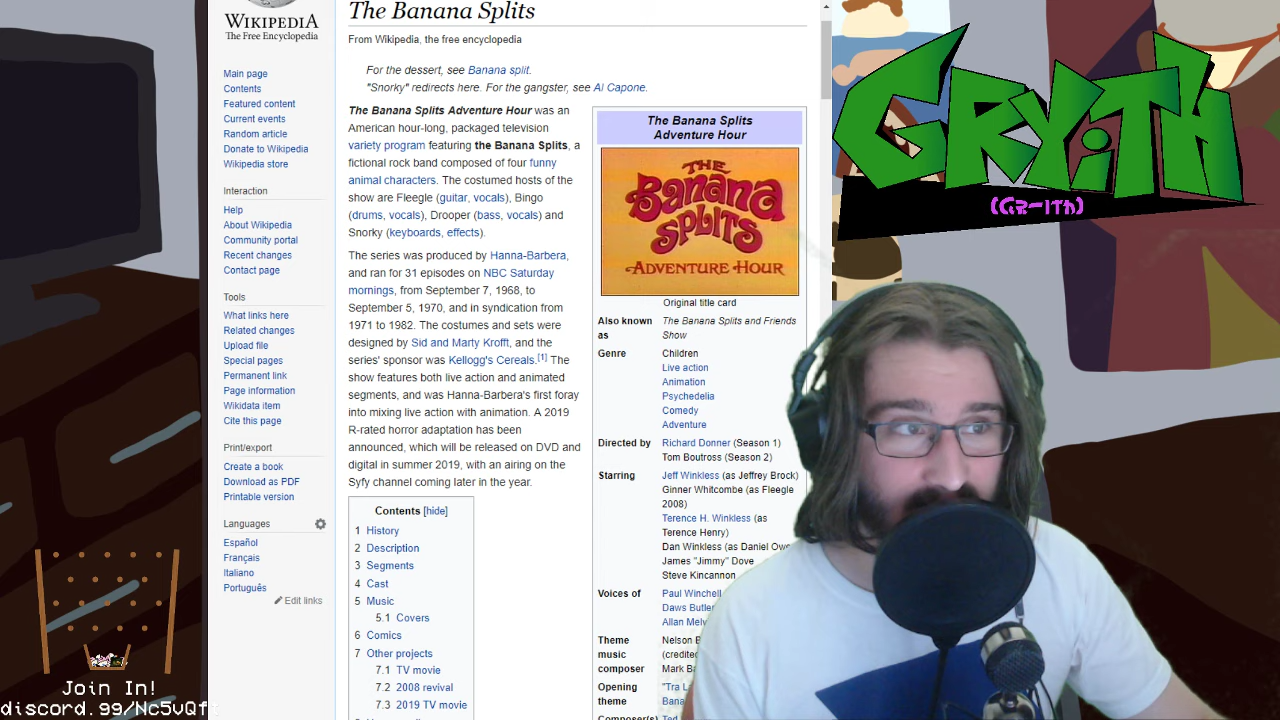 WIKIPEDIA
The Free Encyclopedia
Main page
Contents
Featured content
Current events
Random article
Donate to Wikipedia
Wikipedia store
Interaction
Help
About Wikipedia
Community portal
Recent changes
Contact page
Tools
What links here
Related changes
Upload file
Special pages
Permanent link
Page information
Wikidata item
Cite this page
Print/export
Create a book
Download as PDF
Printable version
Languages
Español
Français
Italiano
Português
Edit links
The Banana Splits
From Wikipedia, the free encyclopedia
For the dessert, see Banana split.
"Snorky" redirects here. For the gangster, see Al Capone.
The Banana Splits Adventure Hour was an
American hour-long, packaged television
variety program featuring the Banana Splits, a
fictional rock band composed of four funny
animal characters. The costumed hosts of the
show are Fleegle (guitar, vocals), Bingo
(drums, vocals), Drooper (bass, vocals) and
Snorky (keyboards, effects).
The series was produced by Hanna-Barbera,
and ran for 31 episodes on NBC Saturday
mornings, from September 7, 1968, to
September 5, 1970, and in syndication from
1971 to 1982. The costumes and sets were
designed by Sid and Marty Krofft, and the
series' sponsor was Kellogg's Cereals.[1] The
show features both live action and animated
segments, and was Hanna-Barbera's first foray
into mixing live action with animation. A 2019
R-rated horror adaptation has been
announced, which will be released on DVD and
digital in summer 2019, with an airing on the
Syfy channel coming later in the year.
Contents [hide]
1 History
2 Description
3 Segments
4 Cast
5 Music
5.1 Covers
6 Comics
7 Other projects
7.1 TV movie
7.2 2008 revival
7.3 2019 TV movie
The Banana Splits
Adventure Hour
THE
BANANA
SPLITS
ADVENTURE HOUR
Original title card
Also known as The Banana Splits and Friends Show
Genre Children
Live action
Animation
Psychedelia
Comedy
Adventure
Directed by Richard Donner (Season 1)
Tom Boutross (Season 2)
Starring Jeff Winkless (as Jeffrey Brock)
Ginner Whitcombe (as Fleegle
2008)
Terence H. Winkless (as
Terence Henry)
Dan Winkless (as Daniel
James "Jimmy" Dove
Steve Kincannon
Voices of Paul Winchell
Daws
Allan
Theme music composer Nelson
(credited
Mark
Opening theme "Tra
GRYiTH
(GR-ith)
Join In!